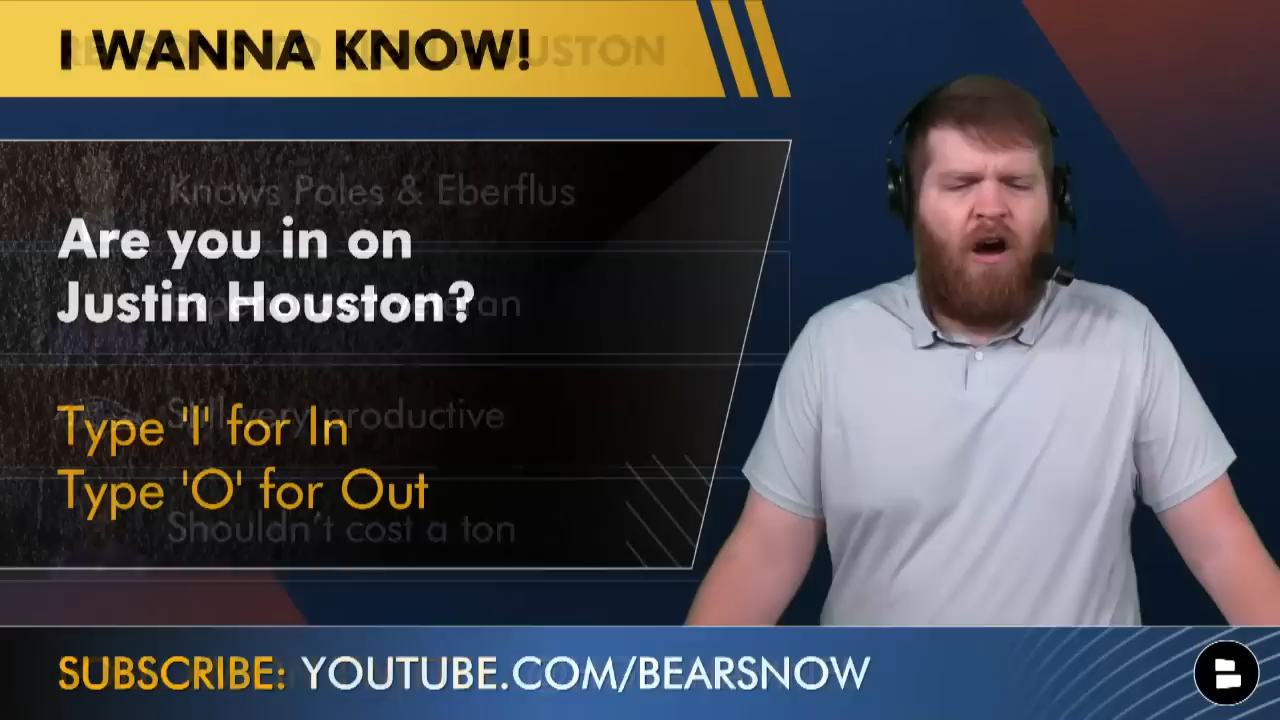 I WANNA KNOW!
Knows Poles & Eberflus
Are you in on
Justin Houston?
Still very productive
Type 'I' for In
Type 'O' for Out
Shouldn't cost a ton
SUBSCRIBE: YOUTUBE.COM/BEARSNOW